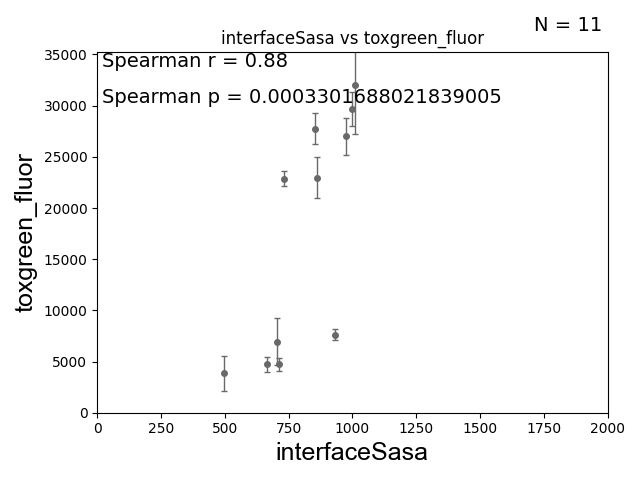 N = 11
interfaceSasa vs toxgreen_fluor
Spearman r = 0.88
Spearman p = 0.0003301688021839005
toxgreen_fluor
35000
30000
25000
20000
15000
10000
5000
0
0 250 500 750 1000 1250 1500 1750 2000
interfaceSasa